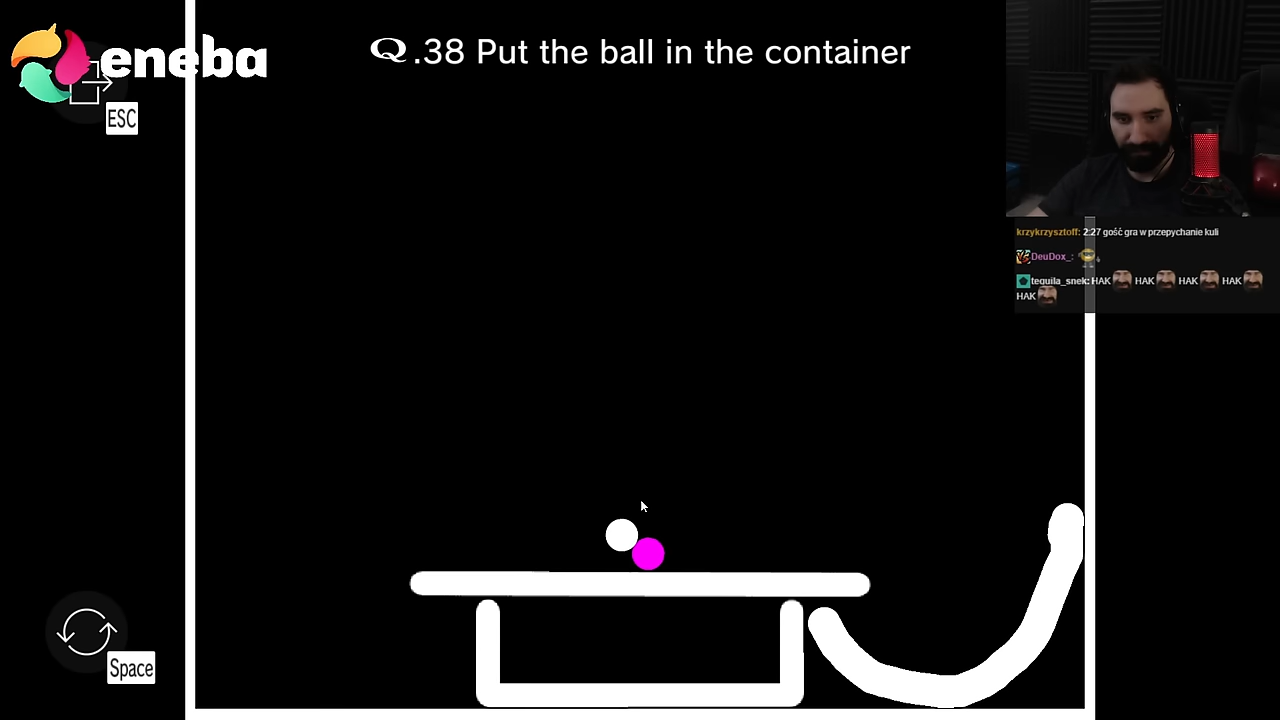 eneba
Q.38 Put the ball in the container
ESC
krzykrzysztoff: 2:27 gość gra w przepychanie kuli
DeuDox_:
tequila_snek: HAK HAK HAK HAK
HAK
Space